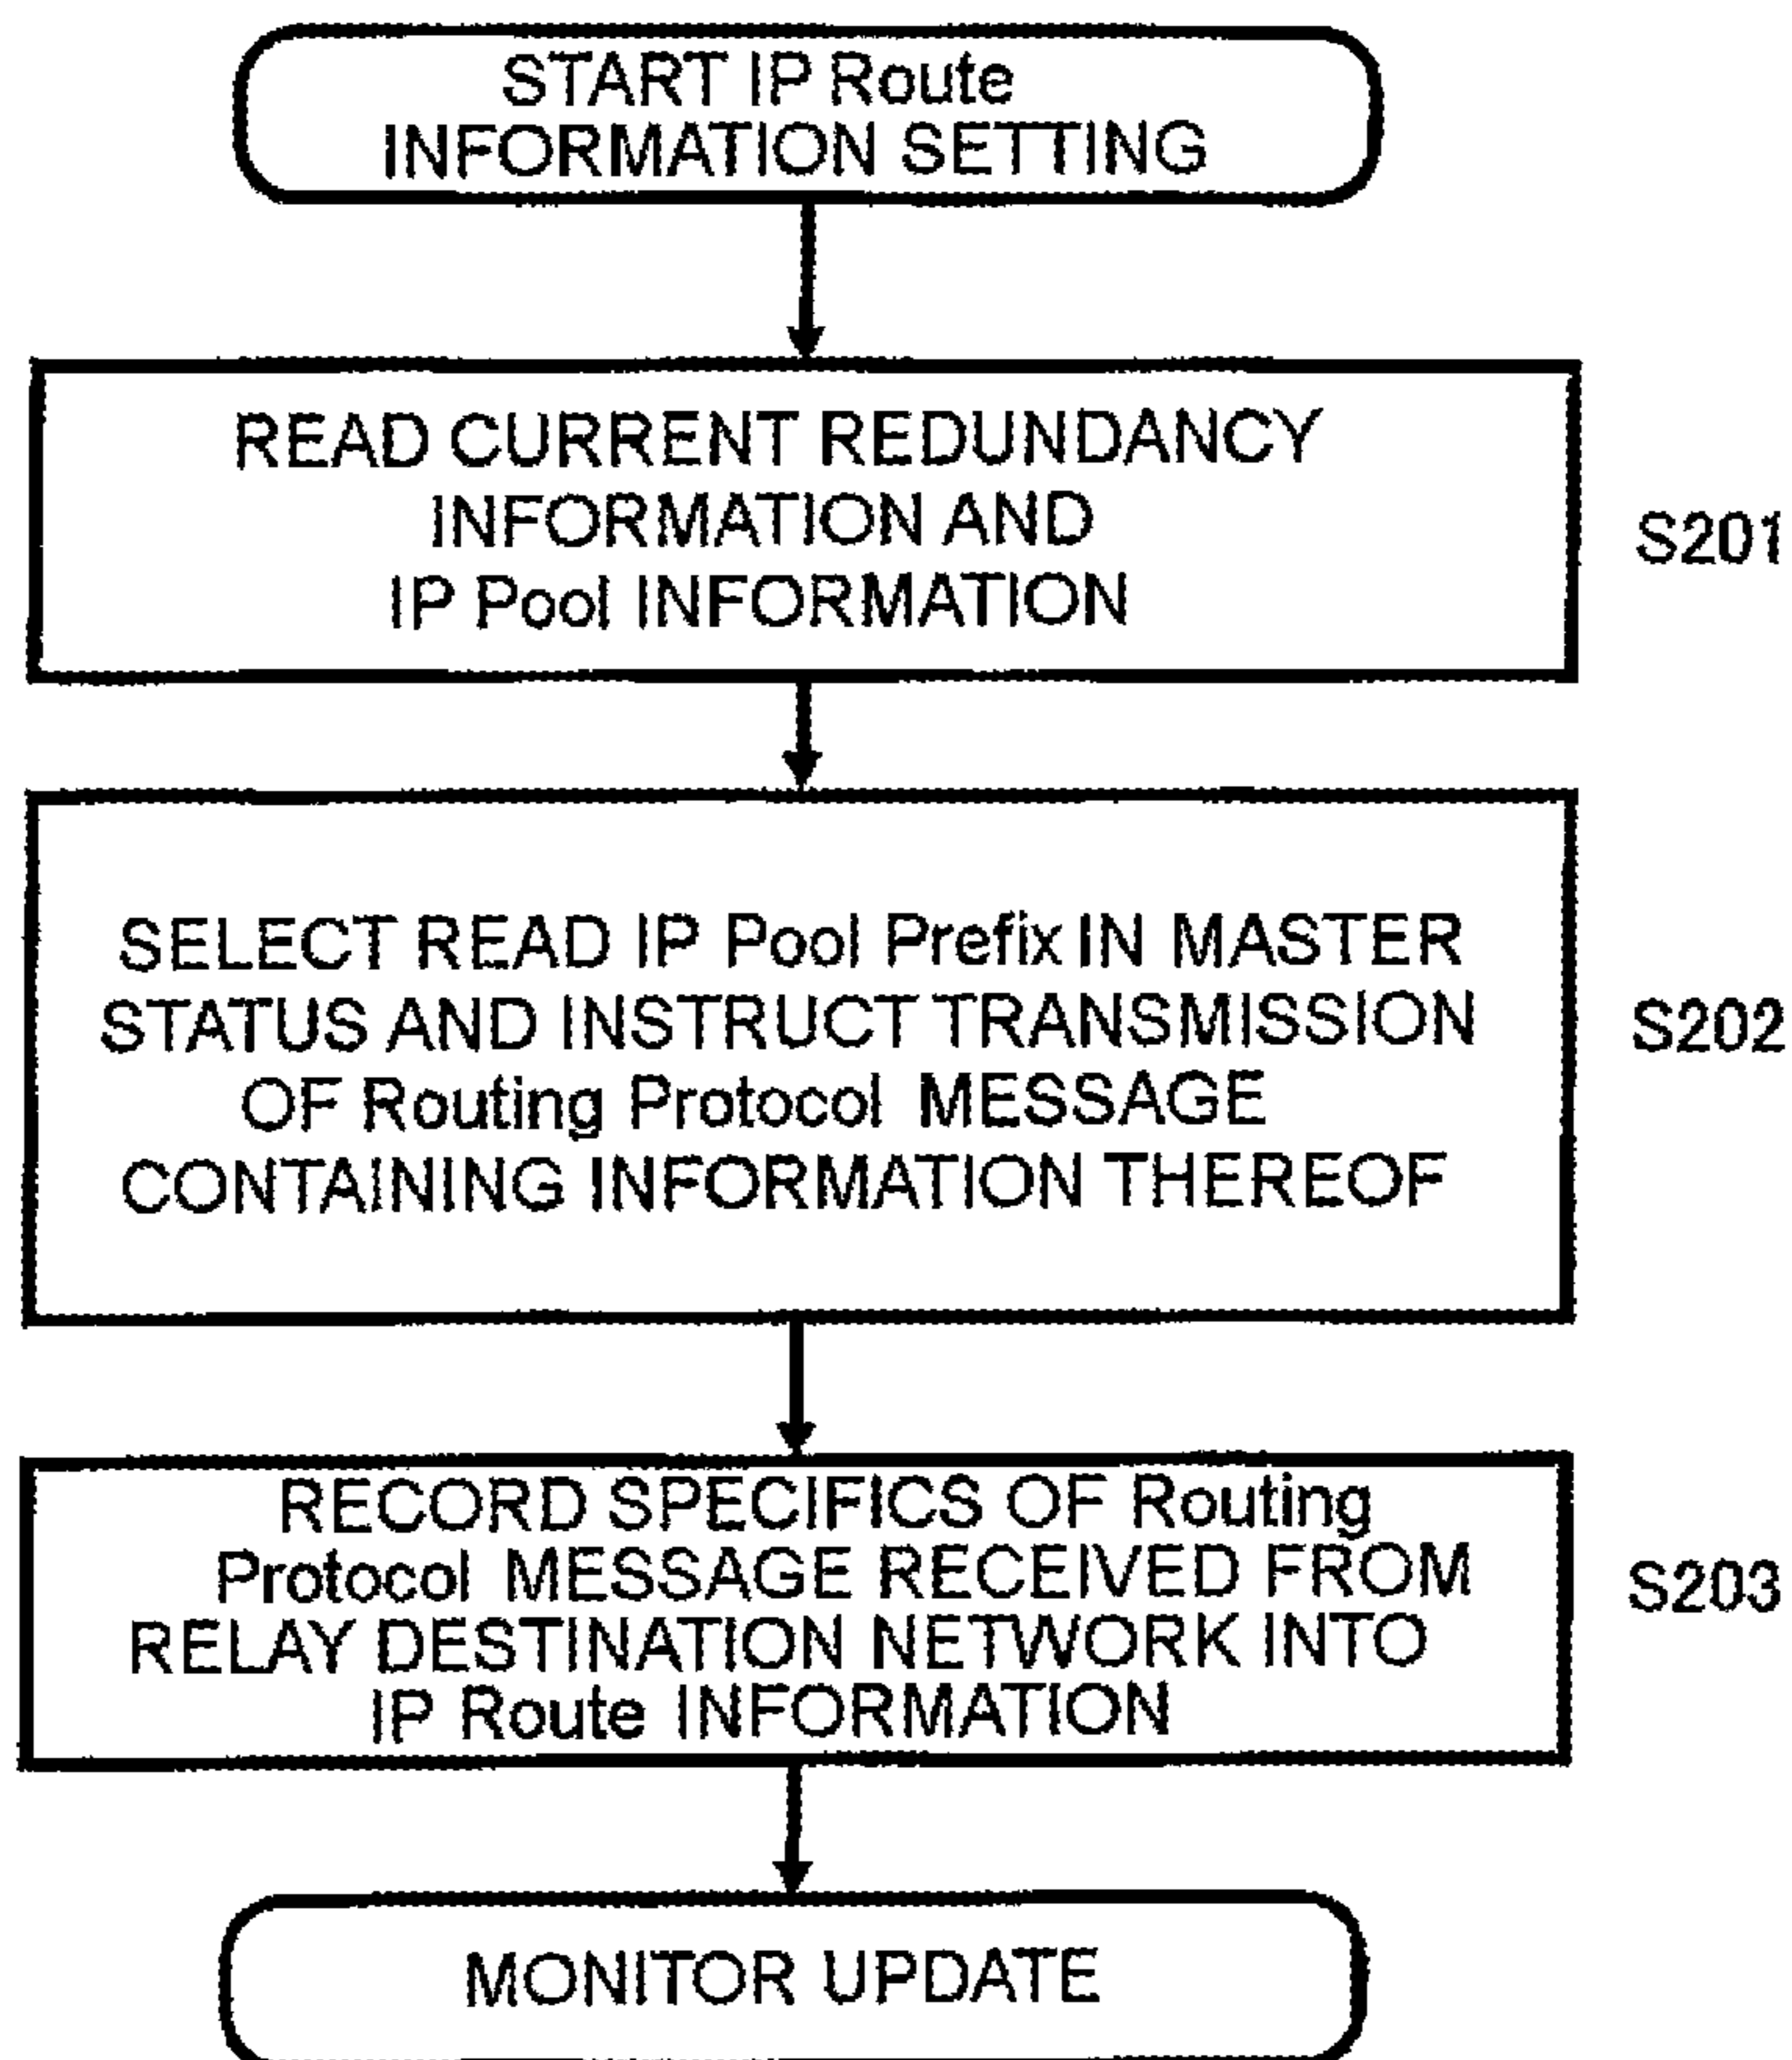 START IP Route
INFORMATION SETTING
READ CURRENT REDUNDANCY
INFORMATION AND
IP Pool INFORMATION
S201
SELECT READ IP Pool Prefix IN MASTER
STATUS AND INSTRUCT TRANSMISSION
OF Routing Protocol MESSAGE
CONTAINING INFORMATION THEREOF
S202
RECORD SPECIFICS OF Routing
Protocol MESSAGE RECEIVED FROM
RELAY DESTINATION NETWORK INTO
IP Route INFORMATION
S203
MONITOR UPDATE